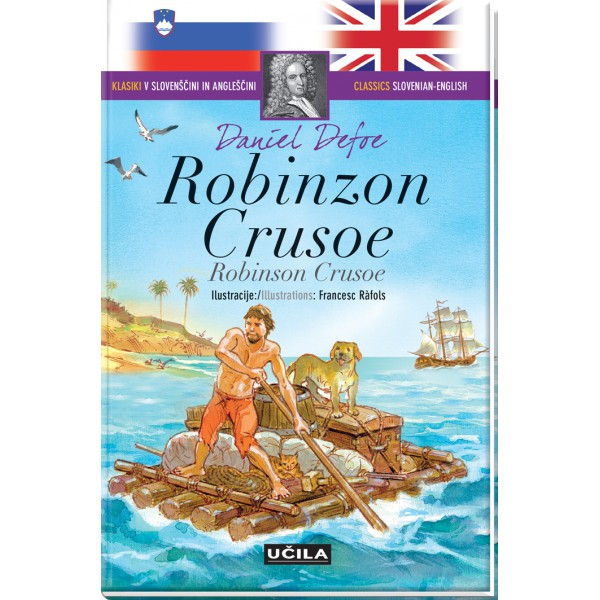 KLASIKI V SLOVENŠČINI IN ANGLEŠČINI
CLASSICS SLOVENIAN-ENGLISH
Daniel Defoe
Robinzon
Crusoe
Robinson Crusoe
Ilustracije:/Illustrations: Francesc Ràfols
UČILA